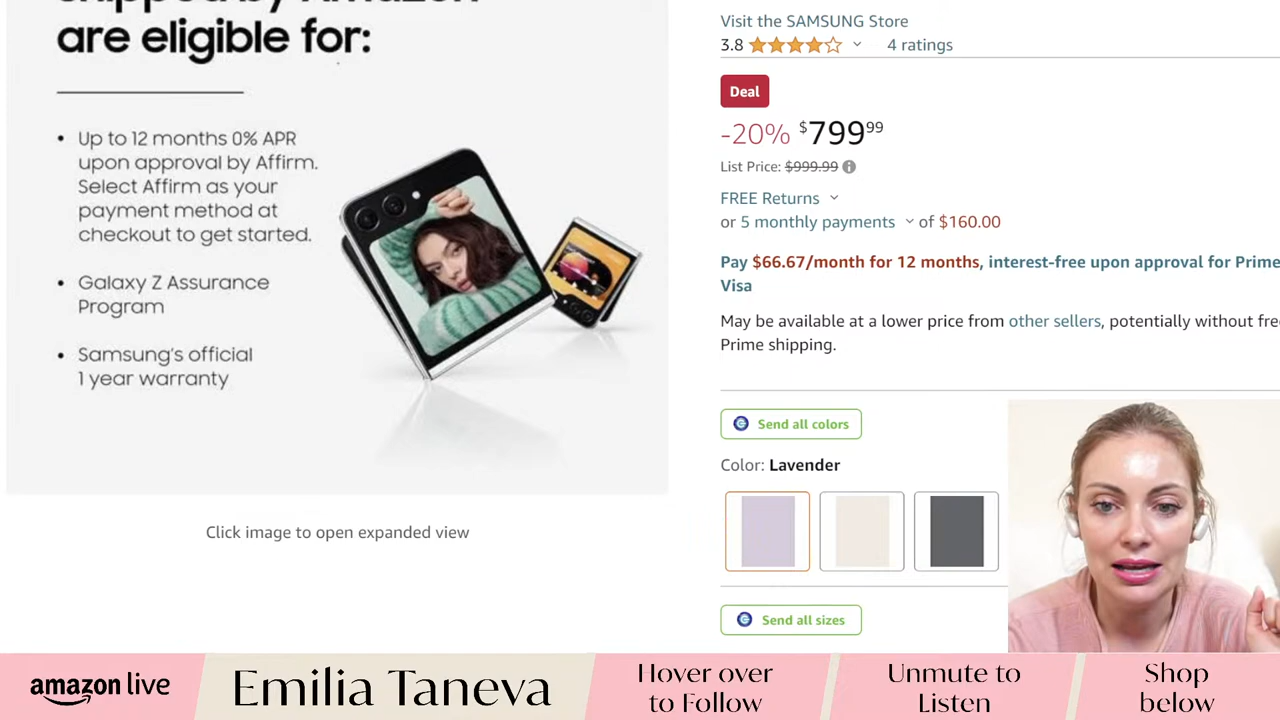 shipped by Amazon
are eligible for:
• Up to 12 months 0% APR
upon approval by Affirm.
Select Affirm as your
payment method at
checkout to get started.
• Galaxy Z Assurance
Program
• Samsung's official
1 year warranty
Click image to open expanded view
Visit the SAMSUNG Store
3.8 4 ratings
Deal
-20% $799.99
List Price: $999.99
FREE Returns
or 5 monthly payments of $160.00
Pay $66.67/month for 12 months, interest-free upon approval for Prime
Visa
May be available at a lower price from other sellers, potentially without fre
Prime shipping.
Send all colors
Color: Lavender
Send all sizes
amazon live
Emilia Taneva
Hover over
to Follow
Unmute to
Listen
Shop
below